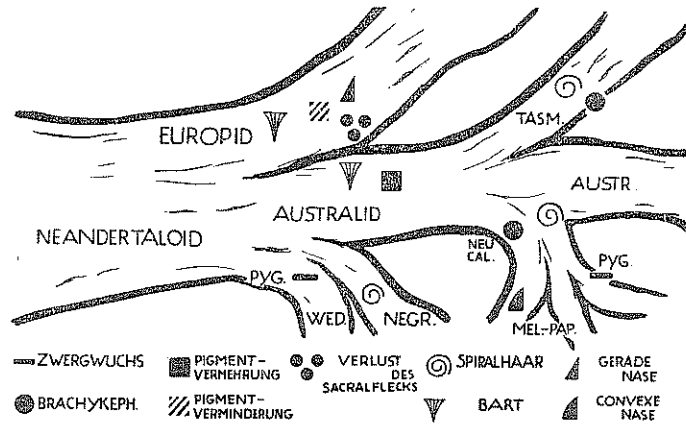 TASM.
EUROPID
AUSTR.
AUSTRALID
NEANDERTALOID
NEU
CAL.
PYG.
PYG.
WED.
NEGR.
MEL.-PAP.
ZWERGWUCHS
PIGMENT-
VERMEHRUNG
VERLUST
DES
SACRALFLECKS
SPIRALHAAR
GERADE
NASE
BRACHYKEPH.
PIGMENT-
VERMINDERUNG
BART
CONVEXE
NASE